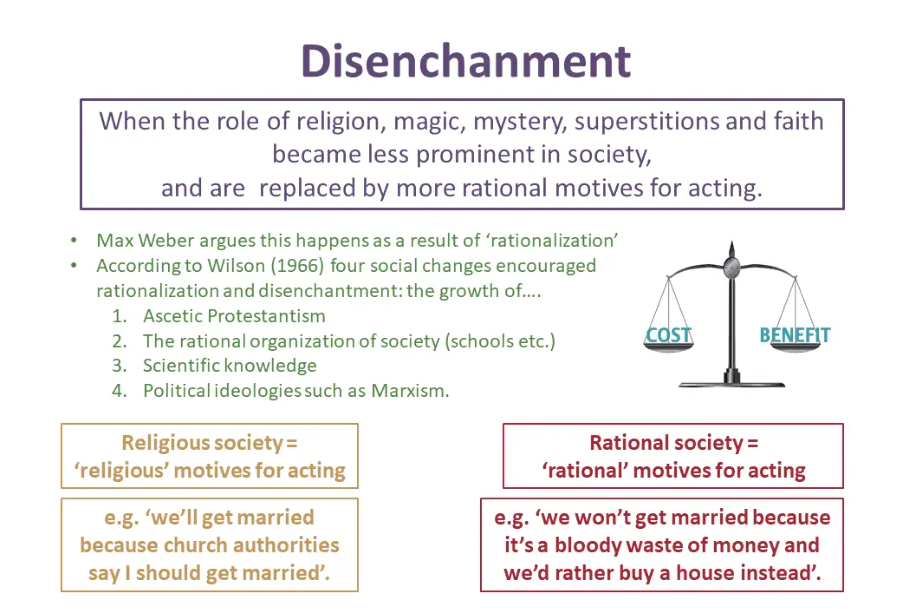 Disenchanment
When the role of religion, magic, mystery, superstitions and faith
became less prominent in society,
and are replaced by more rational motives for acting.
• Max Weber argues this happens as a result of ‘rationalization’
• According to Wilson (1966) four social changes encouraged
rationalization and disenchantment: the growth of….
1. Ascetic Protestantism
2. The rational organization of society (schools etc.)
3. Scientific knowledge
4. Political ideologies such as Marxism.
COST
BENEFIT
Religious society =
‘religious’ motives for acting
Rational society =
‘rational’ motives for acting
e.g. ‘we’ll get married
because church authorities
say I should get married’.
e.g. ‘we won’t get married because
it’s a bloody waste of money and
we’d rather buy a house instead’.